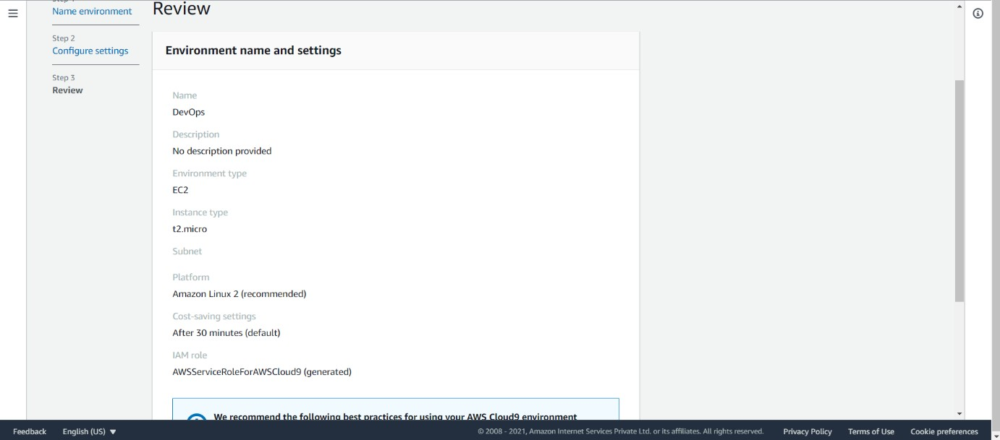 Name environment
Review
Step 2
Configure settings
Step 3
Review
Environment name and settings
Name
DevOps
Description
No description provided
Environment type
EC2
Instance type
t2.micro
Subnet
Platform
Amazon Linux 2 (recommended)
Cost-saving settings
After 30 minutes (default)
IAM role
AWSServiceRoleForAWSCloud9 (generated)
We recommend the following best practices for using your AWS Cloud9 environment
Feedback English (US) © 2008 - 2021, Amazon Internet Services Private Ltd. or its affiliates. All rights reserved. Privacy Policy Terms of Use Cookie preferences